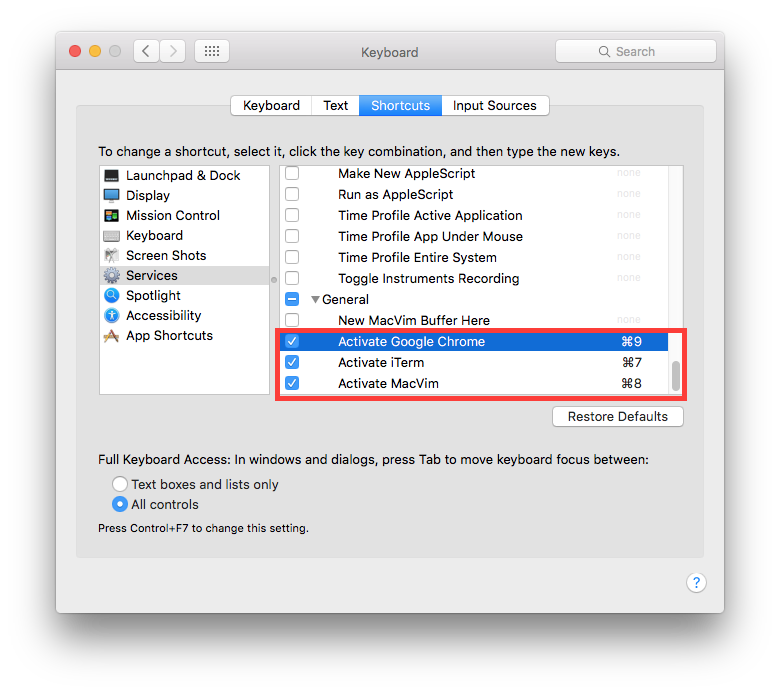 Keyboard
Search
Keyboard
Text
Shortcuts
Input Sources
To change a shortcut, select it, click the key combination, and then type the new keys.
Launchpad & Dock
Display
Mission Control
Keyboard
Screen Shots
Services
Spotlight
Accessibility
App Shortcuts
Make New AppleScript none
Run as AppleScript none
Time Profile Active Application none
Time Profile App Under Mouse none
Time Profile Entire System none
Toggle Instruments Recording none
General
New MacVim Buffer Here none
Activate Google Chrome ⌘9
Activate iTerm ⌘7
Activate MacVim ⌘8
Restore Defaults
Full Keyboard Access: In windows and dialogs, press Tab to move keyboard focus between:
Text boxes and lists only
All controls
Press Control+F7 to change this setting.
?